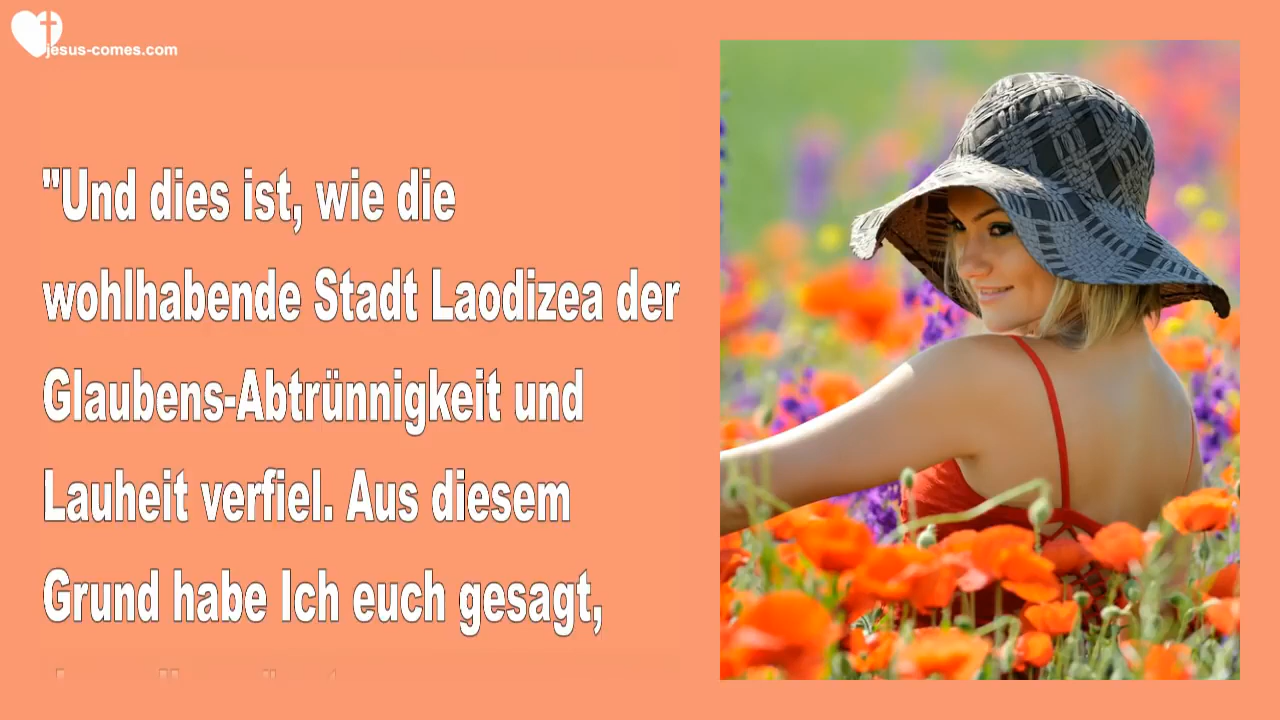 jesus-comes.com
"Und dies ist, wie die
wohlhabende Stadt Laodizea der
Glaubens-Abtrünnigkeit und
Lauheit verfiel. Aus diesem
Grund habe Ich euch gesagt,